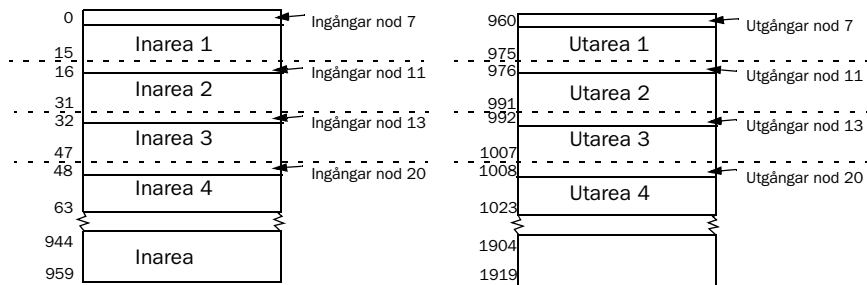 0
Ingångar nod 7
Inarea 1
15
16
Ingångar nod 11
Inarea 2
31
32
Ingångar nod 13
Inarea 3
47
48
Ingångar nod 20
Inarea 4
63
944
Inarea
959
960
Utgångar nod 7
Utarea 1
975
976
Utgångar nod 11
Utarea 2
991
992
Utgångar nod 13
Utarea 3
1007
1008
Utgångar nod 20
Utarea 4
1023
1904
1919